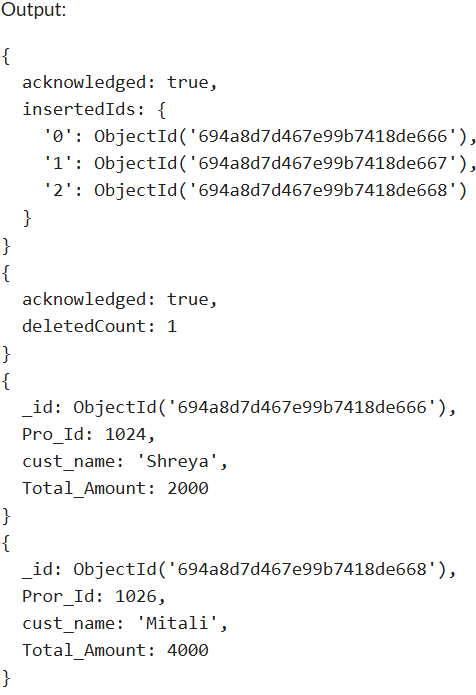 Output:
{
  acknowledged: true,
  insertedIds: {
    '0': ObjectId('694a8d7d467e99b7418de666'),
    '1': ObjectId('694a8d7d467e99b7418de667'),
    '2': ObjectId('694a8d7d467e99b7418de668')
  }
}
{
  acknowledged: true,
  deletedCount: 1
}
{
  _id: ObjectId('694a8d7d467e99b7418de666'),
  Pro_Id: 1024,
  cust_name: 'Shreya',
  Total_Amount: 2000
}
{
  _id: ObjectId('694a8d7d467e99b7418de668'),
  Pror_Id: 1026,
  cust_name: 'Mitali',
  Total_Amount: 4000
}